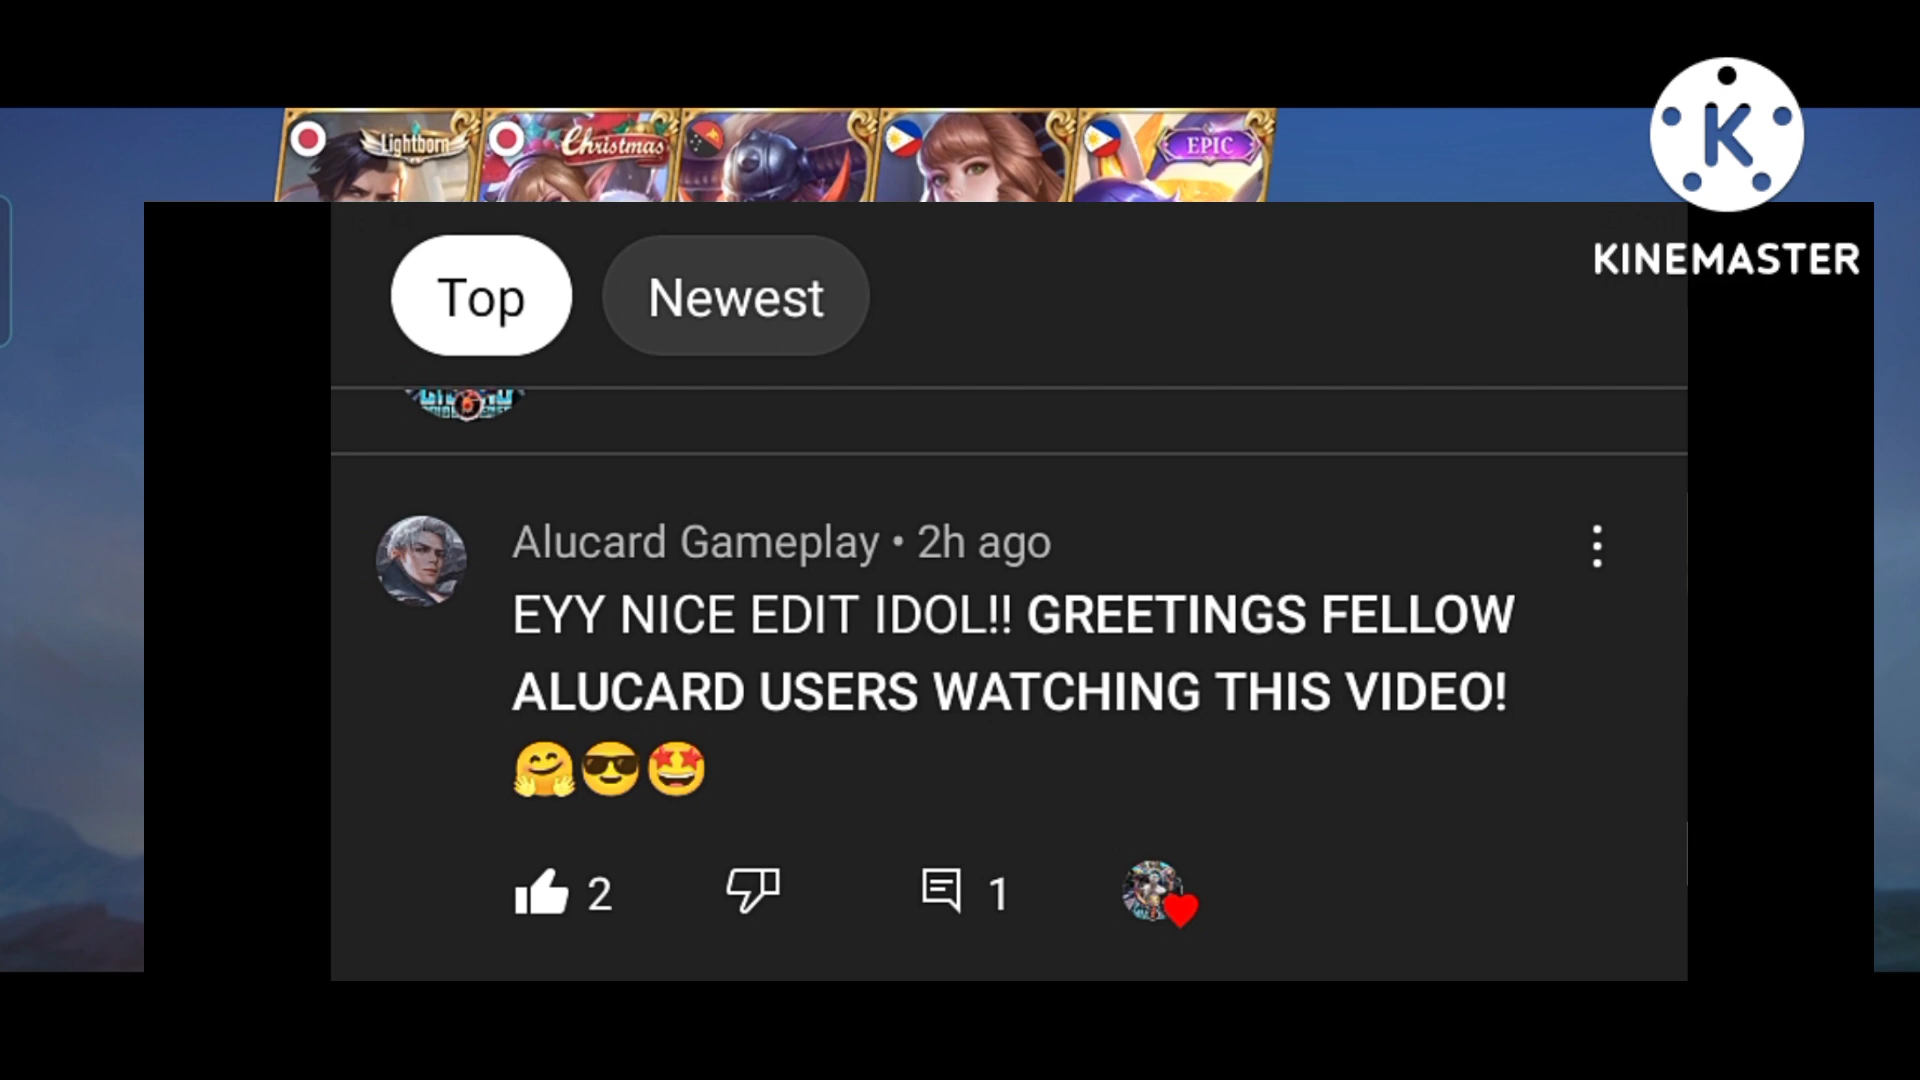 Lightborn
Christmas
EPIC
K
KINEMASTER
Top
Newest
Alucard Gameplay • 2h ago
EYY NICE EDIT IDOL!! GREETINGS FELLOW
ALUCARD USERS WATCHING THIS VIDEO!
🤗😎🤩
2
1